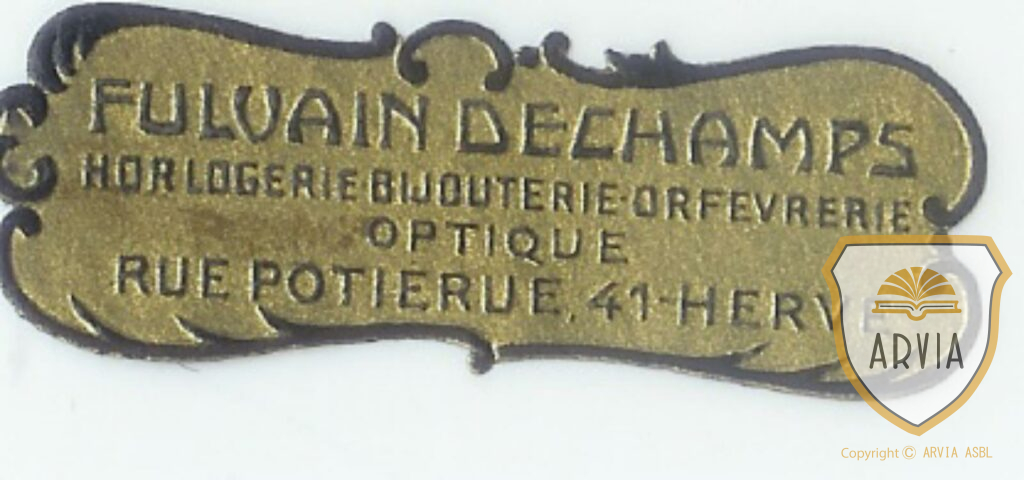 FULVAIN DECHAMPS
HORLOGERIE BIJOUTERIE-ORFEVRERIE
OPTIQUE
RUE POTIERUE, 41-HERVE
ARVIA
Copyright © ARVIA ASBL